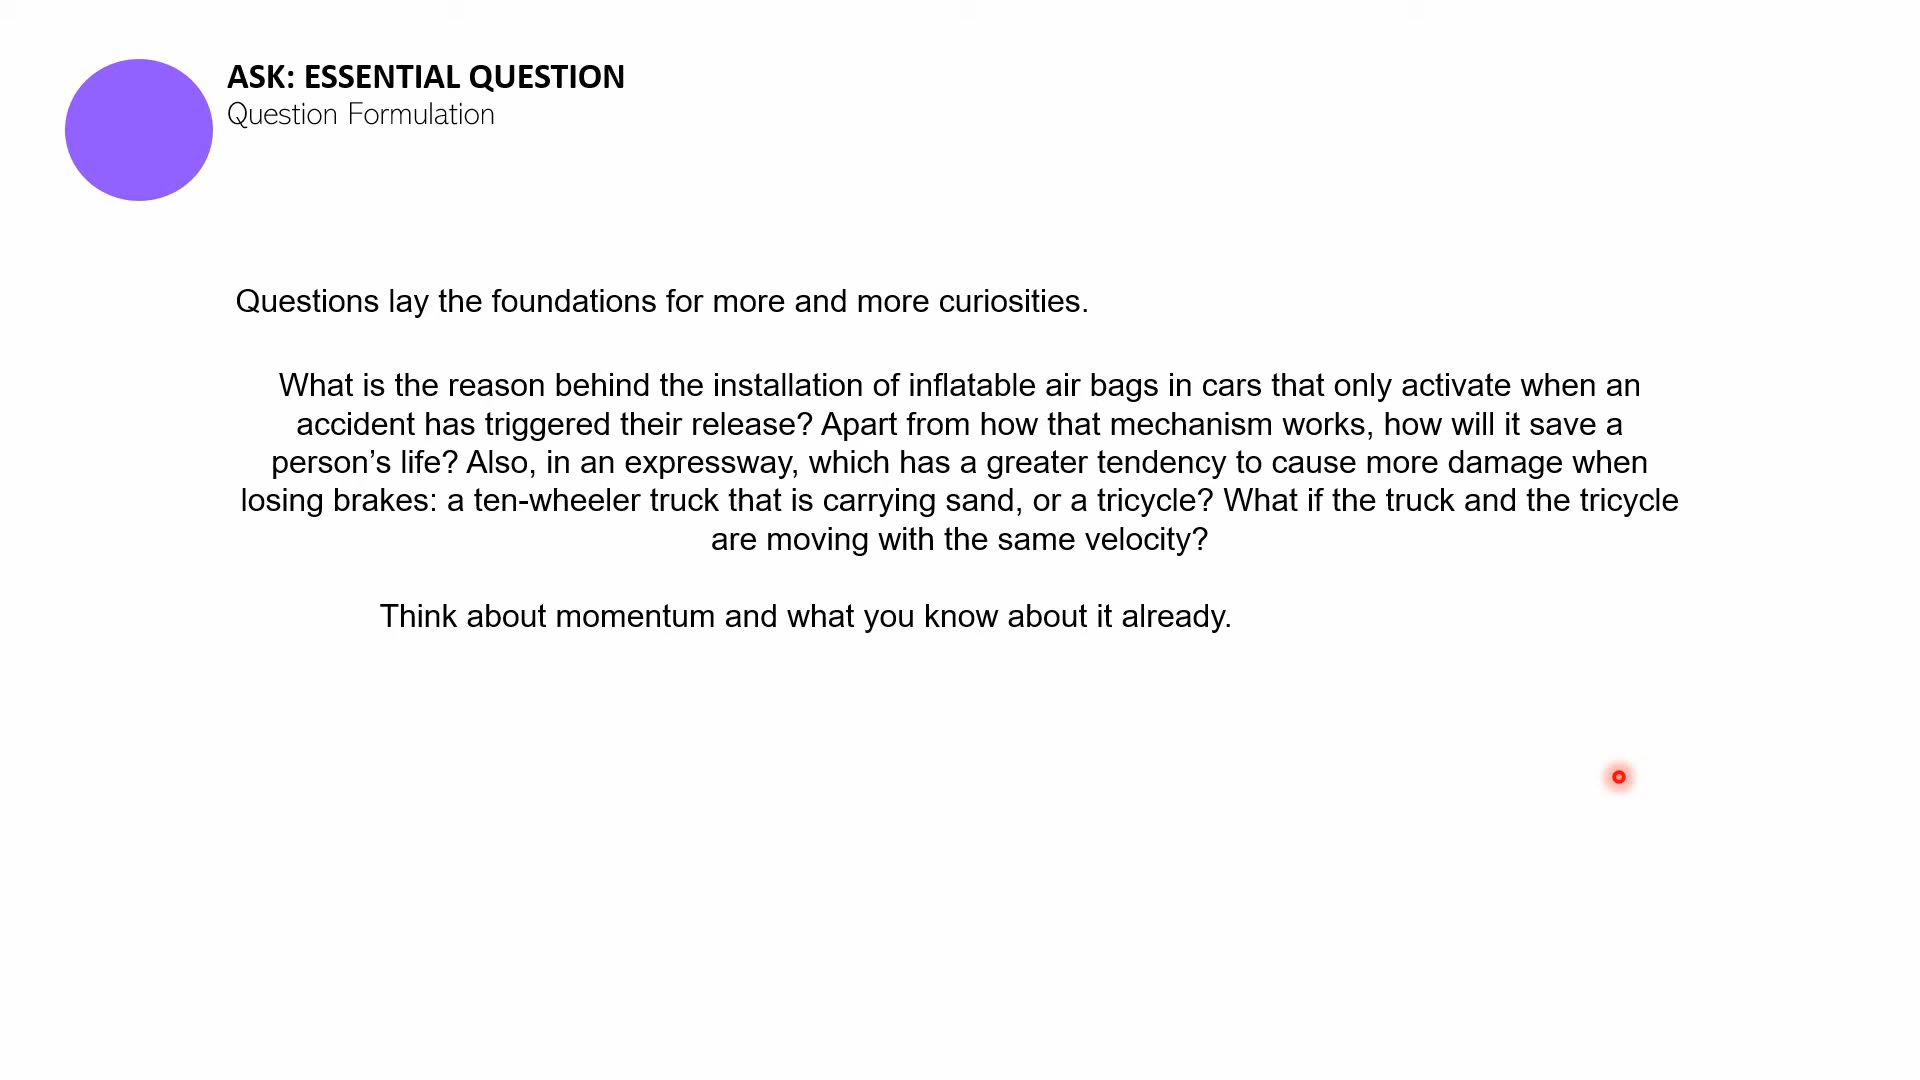 ASK: ESSENTIAL QUESTION
Question Formulation
Questions lay the foundations for more and more curiosities.
What is the reason behind the installation of inflatable air bags in cars that only activate when an
accident has triggered their release? Apart from how that mechanism works, how will it save a
person’s life? Also, in an expressway, which has a greater tendency to cause more damage when
losing brakes: a ten-wheeler truck that is carrying sand, or a tricycle? What if the truck and the tricycle
are moving with the same velocity?
Think about momentum and what you know about it already.